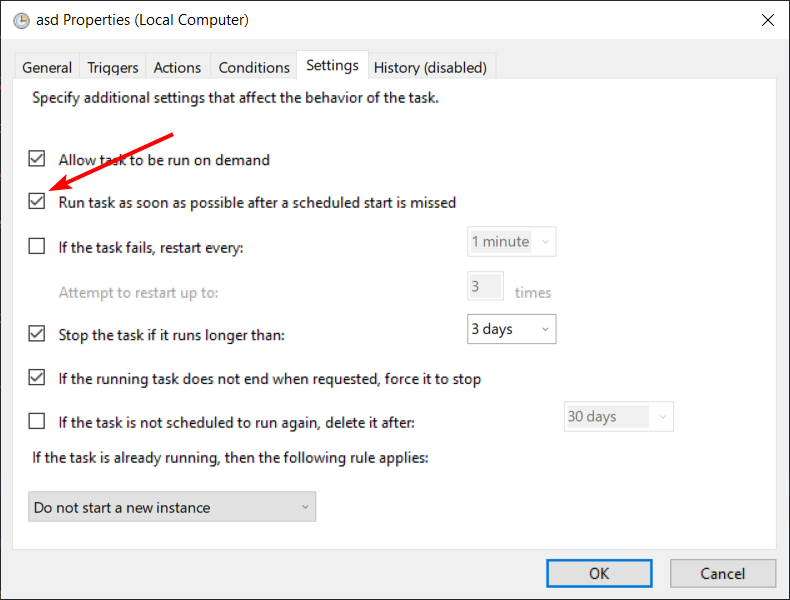 asd Properties (Local Computer)
General Triggers Actions Conditions Settings History (disabled)
Specify additional settings that affect the behavior of the task.
Allow task to be run on demand
Run task as soon as possible after a scheduled start is missed
If the task fails, restart every: 1 minute
Attempt to restart up to: 3 times
Stop the task if it runs longer than: 3 days
If the running task does not end when requested, force it to stop
If the task is not scheduled to run again, delete it after: 30 days
If the task is already running, then the following rule applies:
Do not start a new instance
OK Cancel